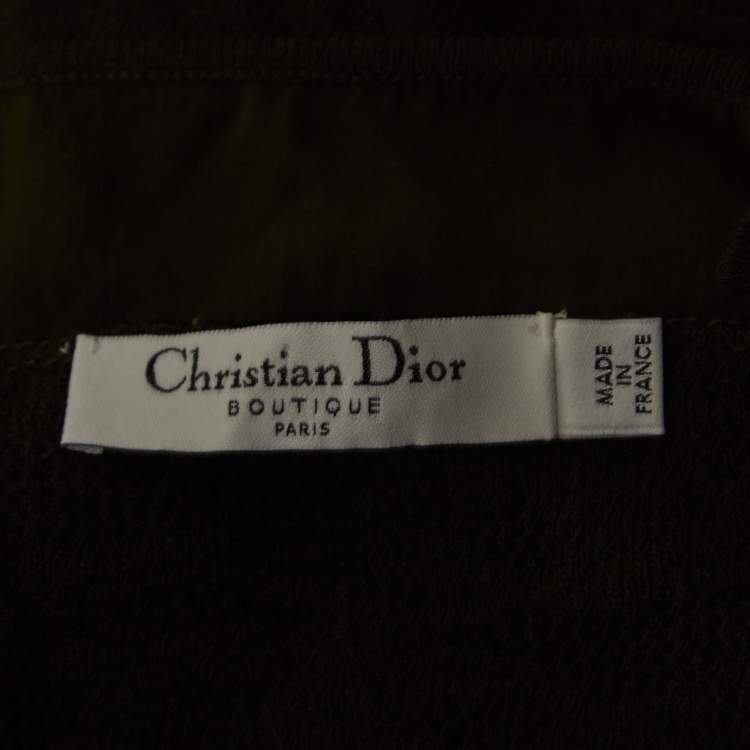 Christian Dior
BOUTIQUE
PARIS
MADE
IN
FRANCE